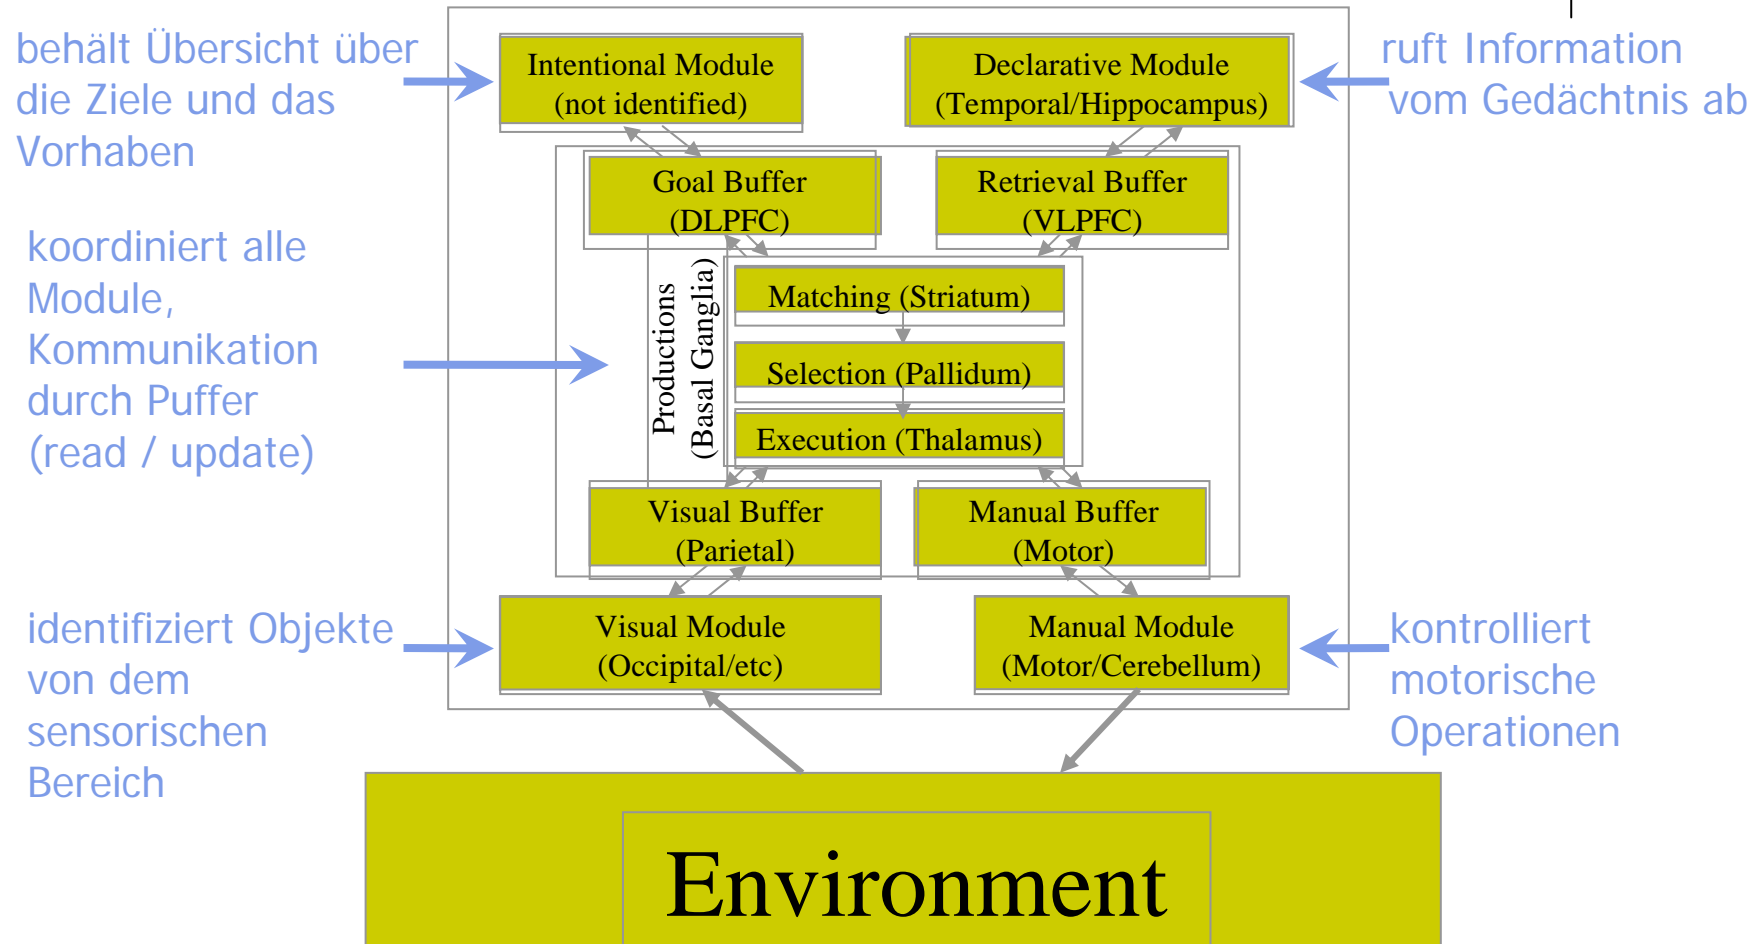 behält Übersicht über
die Ziele und das
Vorhaben
Intentional Module
(not identified)
Declarative Module
(Temporal/Hippocampus)
ruft Information
vom Gedächtnis ab
Goal Buffer
(DLPFC)
Retrieval Buffer
(VLPFC)
koordiniert alle
Module,
Kommunikation
durch Puffer
(read / update)
Productions
(Basal Ganglia)
Matching (Striatum)
Selection (Pallidum)
Execution (Thalamus)
Visual Buffer
(Parietal)
Manual Buffer
(Motor)
identifiziert Objekte
von dem
sensorischen
Bereich
Visual Module
(Occipital/etc)
Manual Module
(Motor/Cerebellum)
kontrolliert
motorische
Operationen
Environment